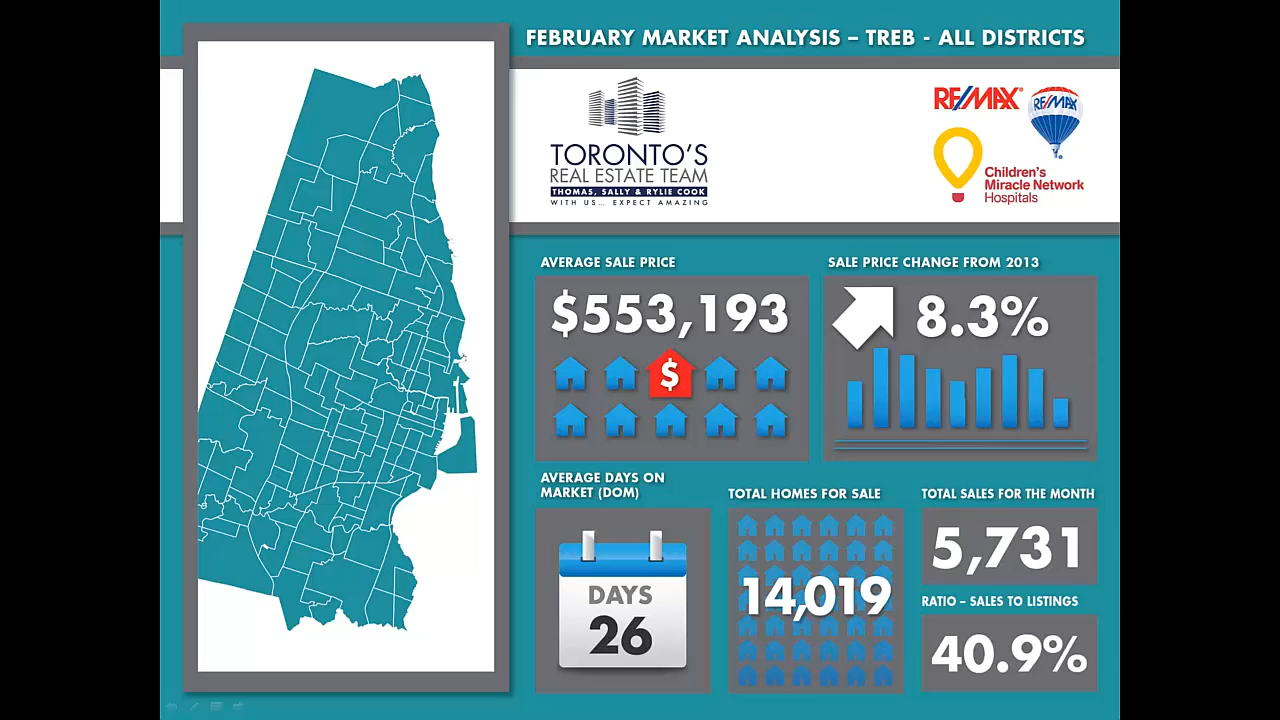 FEBRUARY MARKET ANALYSIS – TREB - ALL DISTRICTS
TORONTO'S
REAL ESTATE TEAM
THOMAS, SALLY & RYLIE COOK
WITH US... EXPECT AMAZING
RE/MAX®
RE/MAX
Children's
Miracle Network
Hospitals
AVERAGE SALE PRICE
$553,193
$
SALE PRICE CHANGE FROM 2013
8.3%
AVERAGE DAYS ON
MARKET (DOM)
DAYS
26
TOTAL HOMES FOR SALE
14,019
TOTAL SALES FOR THE MONTH
5,731
RATIO – SALES TO LISTINGS
40.9%